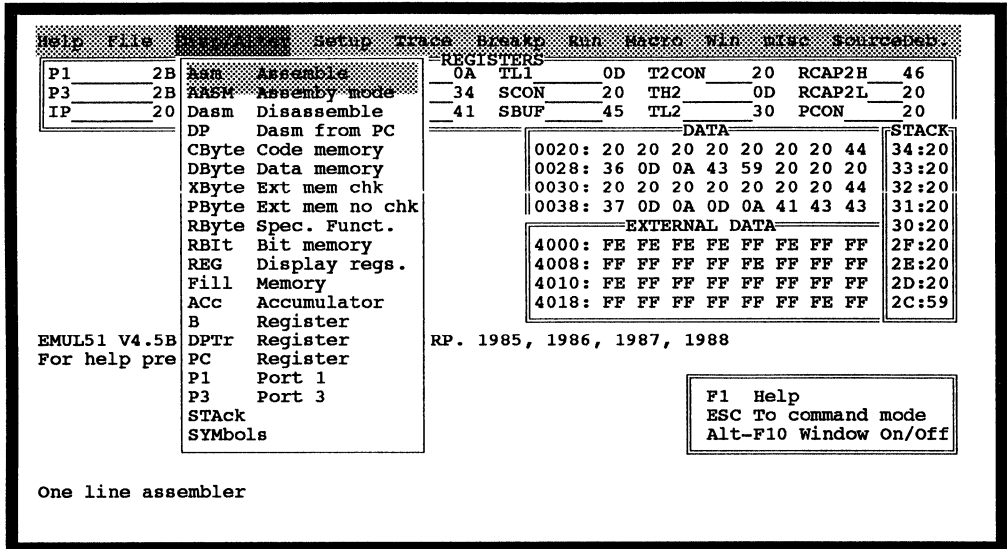 Help File Disp/Alter Setup Trace Breakp Run Macro Win mIsc SourceDeb.
REGISTERS
P1 2B 0A TL1 0D T2CON 20 RCAP2H 46
P3 2B 34 SCON 20 TH2 0D RCAP2L 20
IP 20 41 SBUF 45 TL2 30 PCON 20
Asm Assemble
AASM Assemby mode
Dasm Disassemble
DP Dasm from PC
CByte Code memory
DByte Data memory
XByte Ext mem chk
PByte Ext mem no chk
RByte Spec. Funct.
RBIt Bit memory
REG Display regs.
Fill Memory
ACc Accumulator
B Register
DPTr Register
PC Register
P1 Port 1
P3 Port 3
STAck
SYMbols
DATA
0020: 20 20 20 20 20 20 20 44
0028: 36 0D 0A 43 59 20 20 20
0030: 20 20 20 20 20 20 20 44
0038: 37 0D 0A 0D 0A 41 43 43
EXTERNAL DATA
4000: FE FE FE FF FE FE FF FF
4008: FF FF FF FF FE FF FF FF
4010: FE FF FF FF FF FF FF FF
4018: FF FF FF FF FF FF FE FF
STACK
34:20
33:20
32:20
31:20
30:20
2F:20
2E:20
2D:20
2C:59
EMUL51 V4.5B RP. 1985, 1986, 1987, 1988
For help pre
F1 Help
ESC To command mode
Alt-F10 Window On/Off
One line assembler